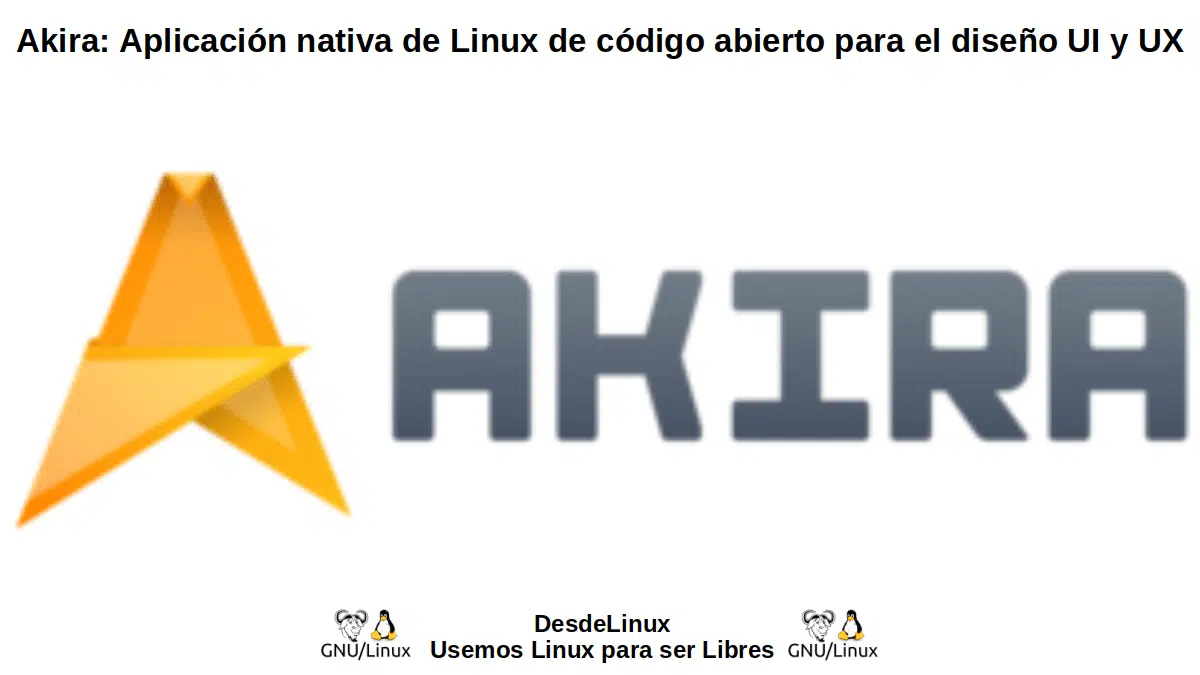 Akira: Aplicación nativa de Linux de código abierto para el diseño UI y UX
AKIRA
DesdeLinux
GNU/Linux Usemos Linux para ser Libres GNU/Linux